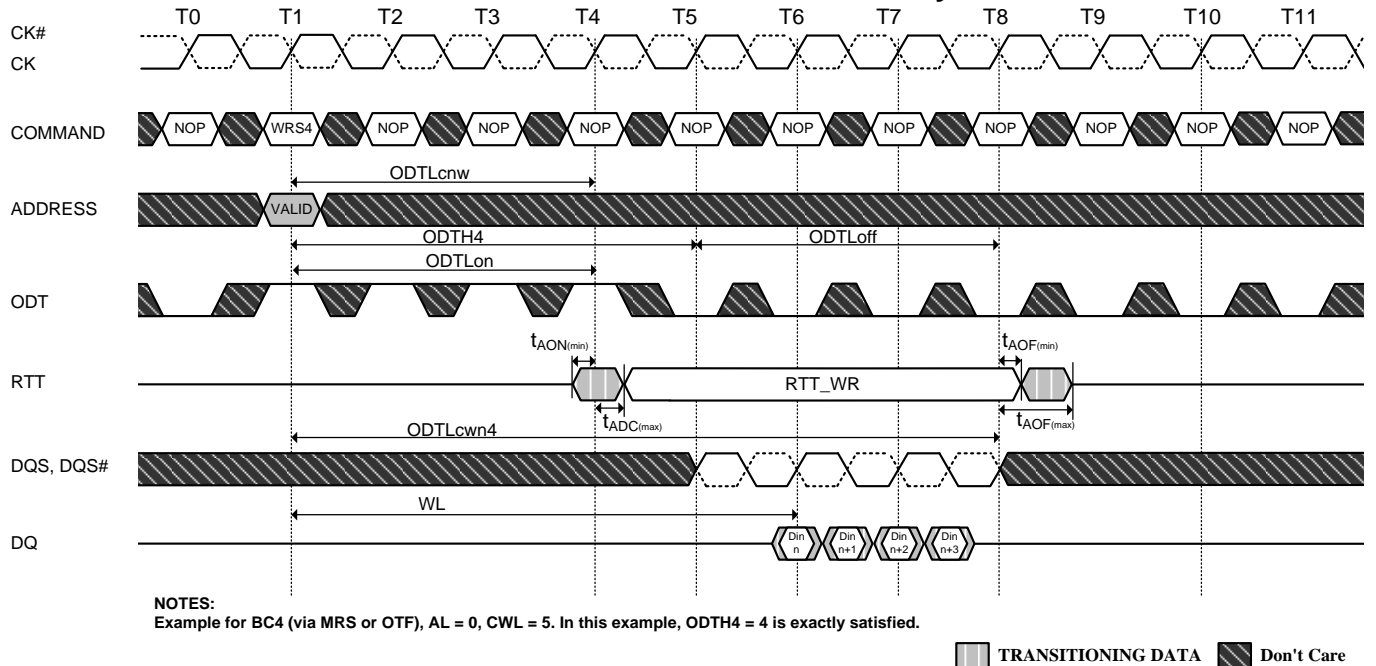 T0 T1 T2 T3 T4 T5 T6 T7 T8 T9 T10 T11
CK#
CK
COMMAND NOP WRS4 NOP NOP NOP NOP NOP NOP NOP NOP NOP NOP
ODTLcnw
ADDRESS VALID
ODTH4 ODTLoff
ODTLon
ODT
tAON(min) tAOF(min)
RTT RTT_WR
tADC(max) tAOF(max)
ODTLcwn4
DQS, DQS#
WL
DQ Din n Din n+1 Din n+2 Din n+3
NOTES:
Example for BC4 (via MRS or OTF), AL = 0, CWL = 5. In this example, ODTH4 = 4 is exactly satisfied.
TRANSITIONING DATA Don't Care